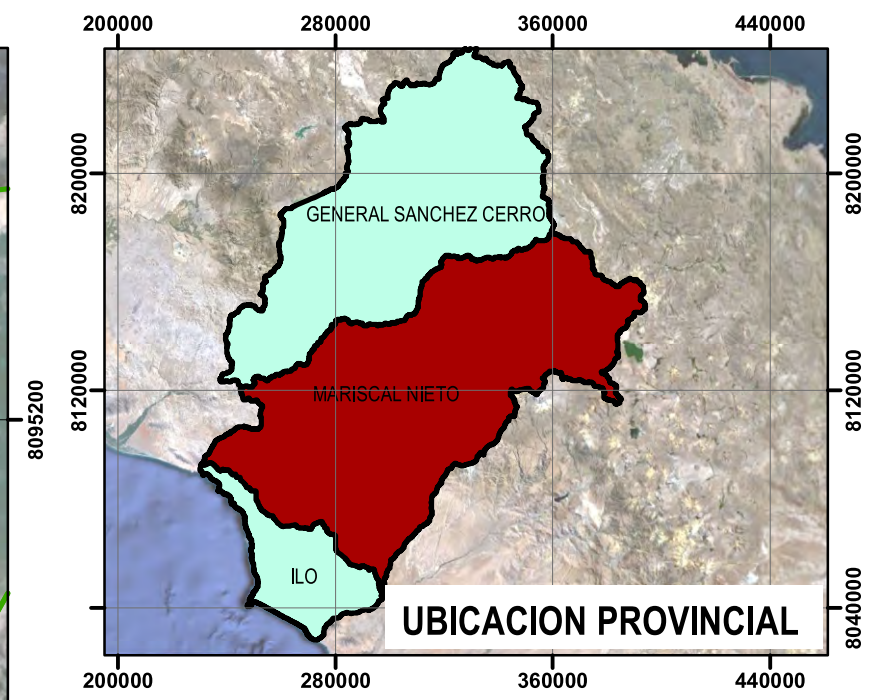 200000 280000 360000 440000
8200000 8200000
GENERAL SANCHEZ CERRO
8120000 8120000
MARISCAL NIETO
8095200
ILO
8040000
UBICACION PROVINCIAL
200000 280000 360000 440000